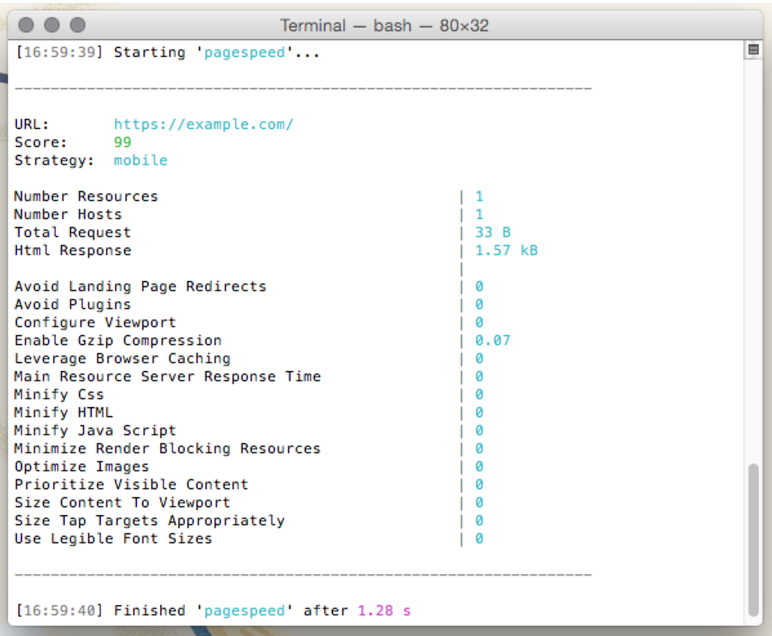 Terminal — bash — 80×32
[16:59:39] Starting 'pagespeed'...
________________________________________________________________
URL: https://example.com/
Score: 99
Strategy: mobile
Number Resources | 1
Number Hosts | 1
Total Request | 33 B
Html Response | 1.57 kB
|
Avoid Landing Page Redirects | 0
Avoid Plugins | 0
Configure Viewport | 0
Enable Gzip Compression | 0.07
Leverage Browser Caching | 0
Main Resource Server Response Time | 0
Minify Css | 0
Minify HTML | 0
Minify Java Script | 0
Minimize Render Blocking Resources | 0
Optimize Images | 0
Prioritize Visible Content | 0
Size Content To Viewport | 0
Size Tap Targets Appropriately | 0
Use Legible Font Sizes | 0
________________________________________________________________
[16:59:40] Finished 'pagespeed' after 1.28 s